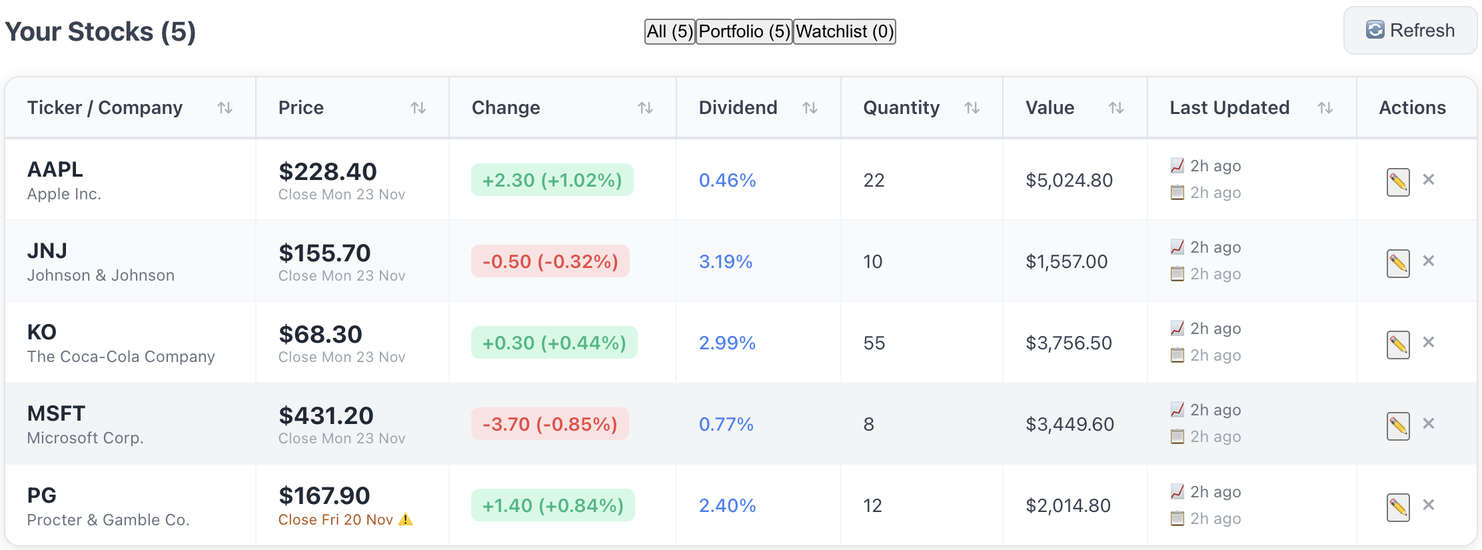 Your Stocks (5)
All (5) Portfolio (5) Watchlist (0)
Refresh
Ticker / Company Price Change Dividend Quantity Value Last Updated Actions
AAPL $228.40 +2.30 (+1.02%) 0.46% 22 $5,024.80 2h ago
Apple Inc. Close Mon 23 Nov 2h ago
JNJ $155.70 -0.50 (-0.32%) 3.19% 10 $1,557.00 2h ago
Johnson & Johnson Close Mon 23 Nov 2h ago
KO $68.30 +0.30 (+0.44%) 2.99% 55 $3,756.50 2h ago
The Coca-Cola Company Close Mon 23 Nov 2h ago
MSFT $431.20 -3.70 (-0.85%) 0.77% 8 $3,449.60 2h ago
Microsoft Corp. Close Mon 23 Nov 2h ago
PG $167.90 +1.40 (+0.84%) 2.40% 12 $2,014.80 2h ago
Procter & Gamble Co. Close Fri 20 Nov 2h ago